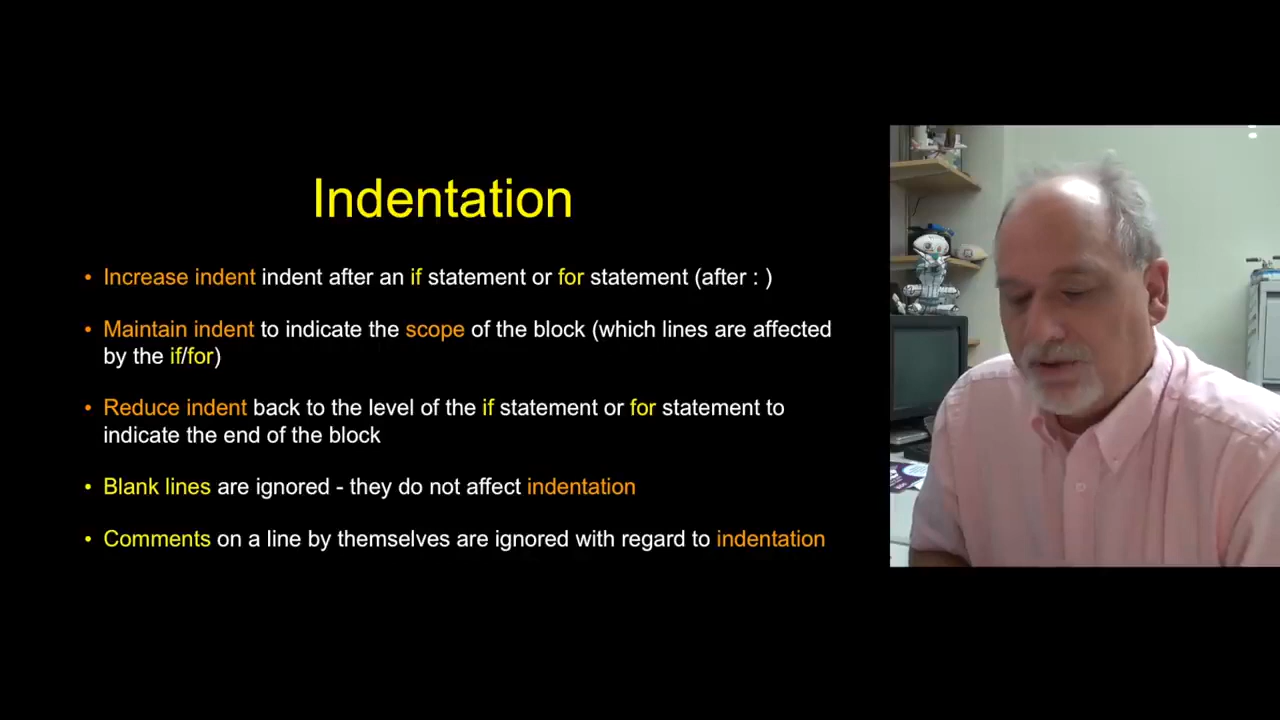 Indentation
• Increase indent indent after an if statement or for statement (after : )
• Maintain indent to indicate the scope of the block (which lines are affected
by the if/for)
• Reduce indent back to the level of the if statement or for statement to
indicate the end of the block
• Blank lines are ignored - they do not affect indentation
• Comments on a line by themselves are ignored with regard to indentation